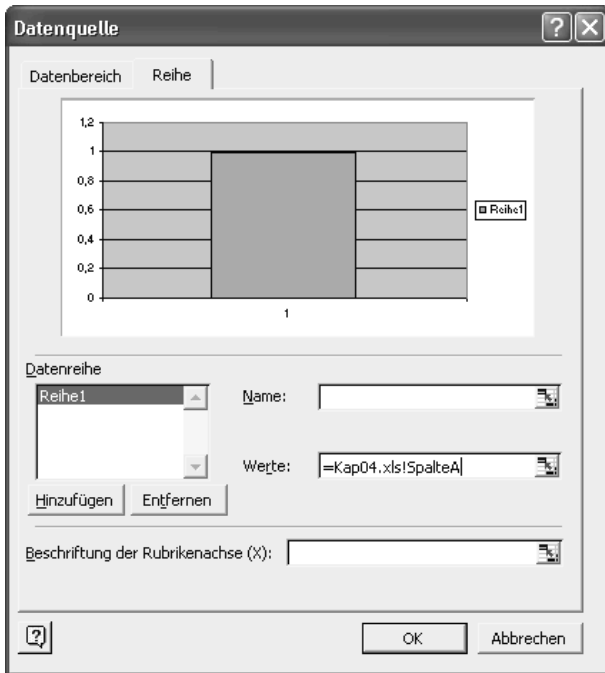 Datenquelle
Datenbereich Reihe
1,2
1
0,8
0,6
0,4
0,2
0
1
Reihe1
Datenreihe
Reihe1
Name:
Werte: =Kap04.xls!SpalteA
Hinzufügen Entfernen
Beschriftung der Rubrikenachse (X):
OK Abbrechen